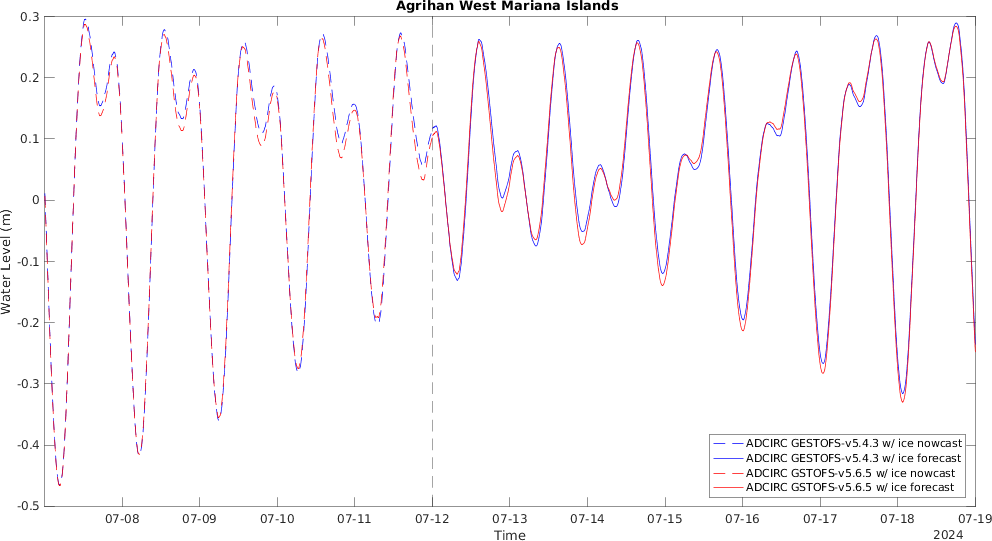 Agrihan West Mariana Islands
0.3
0.2
0.1
0
-0.1
-0.2
-0.3
-0.4
-0.5
Water Level (m)
07-08 07-09 07-10 07-11 07-12 07-13 07-14 07-15 07-16 07-17 07-18 07-19
Time
2024
ADCIRC GESTOFS-v5.4.3 w/ ice nowcast
ADCIRC GESTOFS-v5.4.3 w/ ice forecast
ADCIRC GSTOFS-v5.6.5 w/ ice nowcast
ADCIRC GSTOFS-v5.6.5 w/ ice forecast